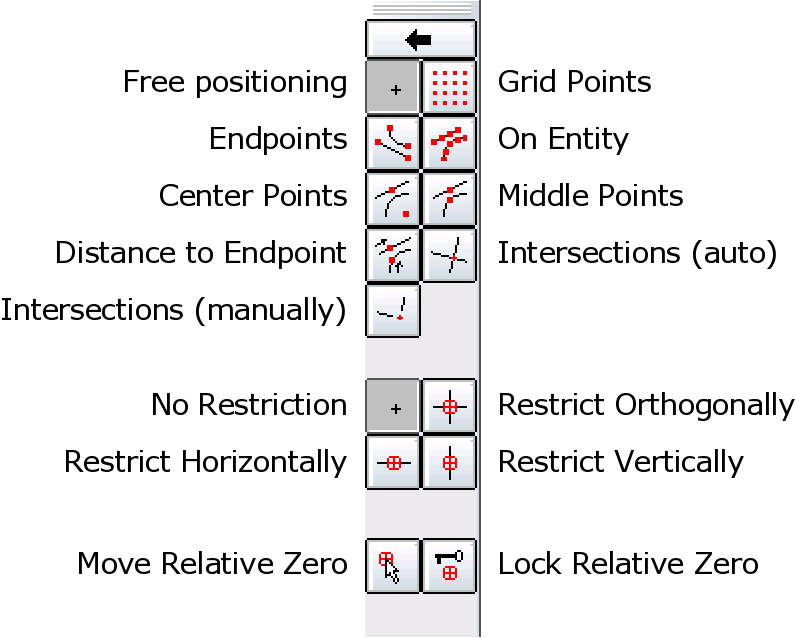 Free positioning Grid Points
Endpoints On Entity
Center Points Middle Points
Distance to Endpoint Intersections (auto)
Intersections (manually)
No Restriction Restrict Orthogonally
Restrict Horizontally Restrict Vertically
Move Relative Zero Lock Relative Zero